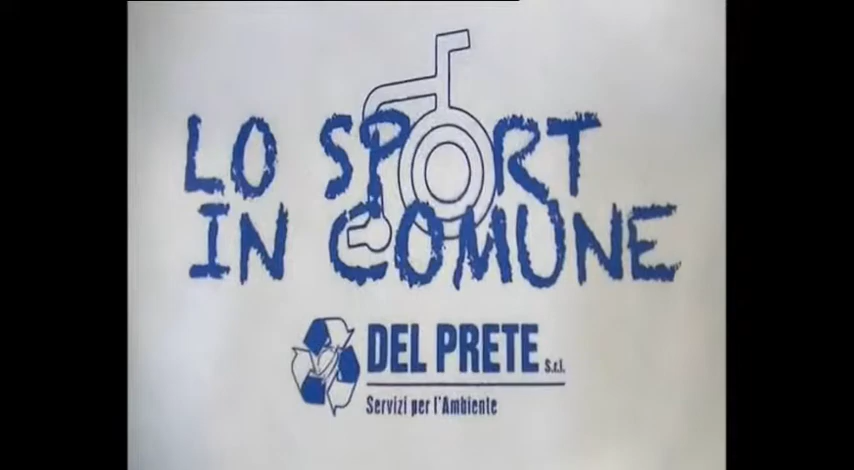 LO SPORT
IN COMUNE
DEL PRETE S.r.l.
Servizi per l'Ambiente